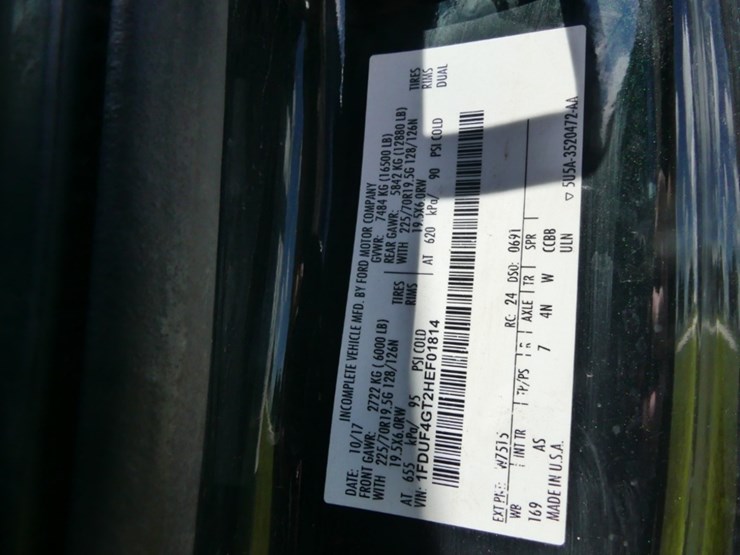 INCOMPLETE VEHICLE MFD. BY FORD MOTOR COMPANY
DATE: 10/17 GVWR: 7484 KG (16500 LB)
FRONT GAWR: 2722 KG ( 6000 LB) REAR GAWR: 5842 KG (12880 LB)
WITH 225/70R19.5G 128/126N TIRES WITH 225/70R19.5G 128/126N TIRES
19.5X6.0RW RIMS 19.5X6.0RW RIMS
AT 655 kPa/ 95 PSI COLD AT 620 kPa/ 90 PSI COLD DUAL
VIN: 1FDUF4GT2HEF01814
EXT W7515 RC: 24 DSO: 0691
WB INT TR TP/PS R AXLE TR SPR
169 AS 7 4N W CCBB
MADE IN U.S.A. ULN
▽ 5U5A-3520472-AA